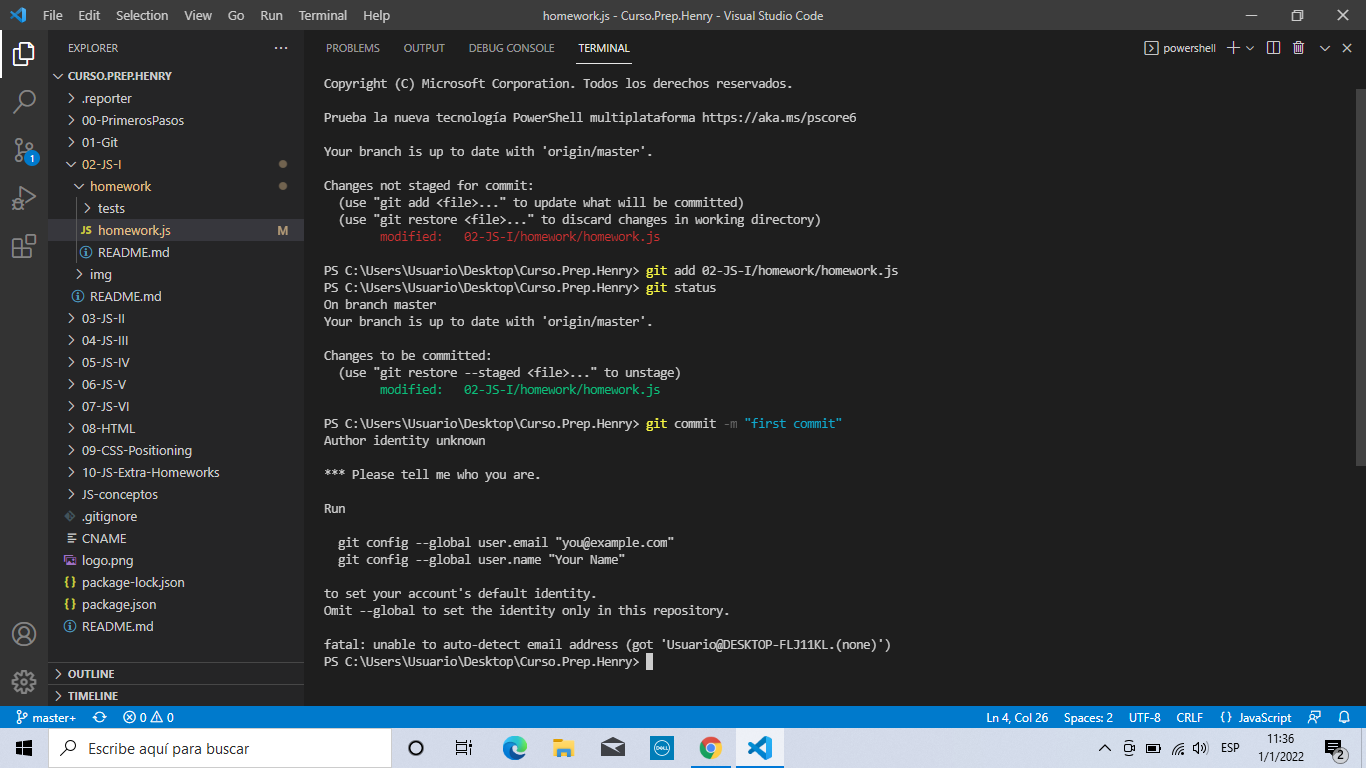 File Edit Selection View Go Run Terminal Help
homework.js - Curso.Prep.Henry - Visual Studio Code
EXPLORER
CURSO.PREP.HENRY
.reporter
00-PrimerosPasos
01-Git
02-JS-I
homework
tests
JS homework.js M
README.md
img
README.md
03-JS-II
04-JS-III
05-JS-IV
06-JS-V
07-JS-VI
08-HTML
09-CSS-Positioning
10-JS-Extra-Homeworks
JS-conceptos
.gitignore
CNAME
logo.png
{} package-lock.json
{} package.json
README.md
OUTLINE
TIMELINE
1
PROBLEMS OUTPUT DEBUG CONSOLE TERMINAL
powershell
Copyright (C) Microsoft Corporation. Todos los derechos reservados.
Prueba la nueva tecnología PowerShell multiplataforma https://aka.ms/pscore6
Your branch is up to date with 'origin/master'.
Changes not staged for commit:
(use "git add <file>..." to update what will be committed)
(use "git restore <file>..." to discard changes in working directory)
modified: 02-JS-I/homework/homework.js
PS C:\Users\Usuario\Desktop\Curso.Prep.Henry> git add 02-JS-I/homework/homework.js
PS C:\Users\Usuario\Desktop\Curso.Prep.Henry> git status
On branch master
Your branch is up to date with 'origin/master'.
Changes to be committed:
(use "git restore --staged <file>..." to unstage)
modified: 02-JS-I/homework/homework.js
PS C:\Users\Usuario\Desktop\Curso.Prep.Henry> git commit -m "first commit"
Author identity unknown
*** Please tell me who you are.
Run
git config --global user.email "you@example.com"
git config --global user.name "Your Name"
to set your account's default identity.
Omit --global to set the identity only in this repository.
fatal: unable to auto-detect email address (got 'Usuario@DESKTOP-FLJ11KL.(none)')
PS C:\Users\Usuario\Desktop\Curso.Prep.Henry>
master+ 0 0
Ln 4, Col 26 Spaces: 2 UTF-8 CRLF {} JavaScript
Escribe aquí para buscar
DELL
ESP
11:36
1/1/2022
2